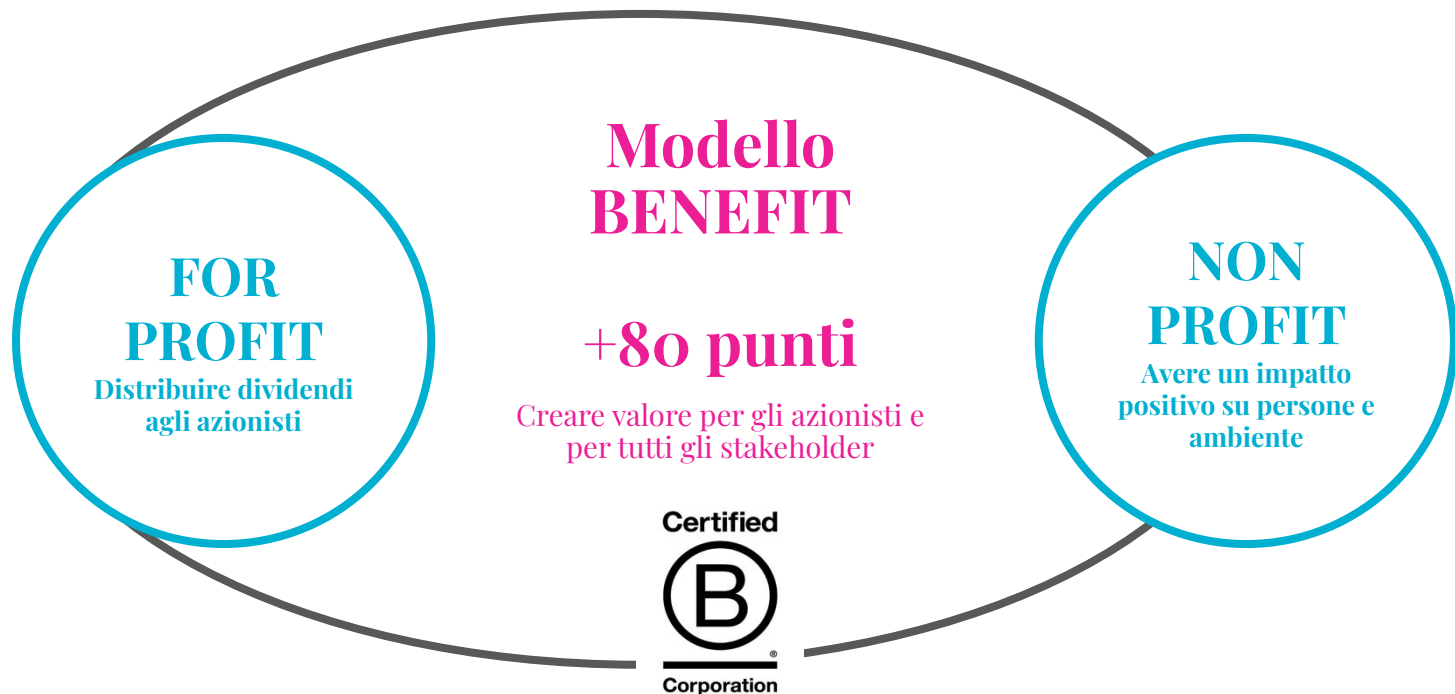 Modello
BENEFIT
+80 punti
Creare valore per gli azionisti e
per tutti gli stakeholder
FOR
PROFIT
Distribuire dividendi
agli azionisti
NON
PROFIT
Avere un impatto
positivo su persone e
ambiente
Certified
B
®
Corporation